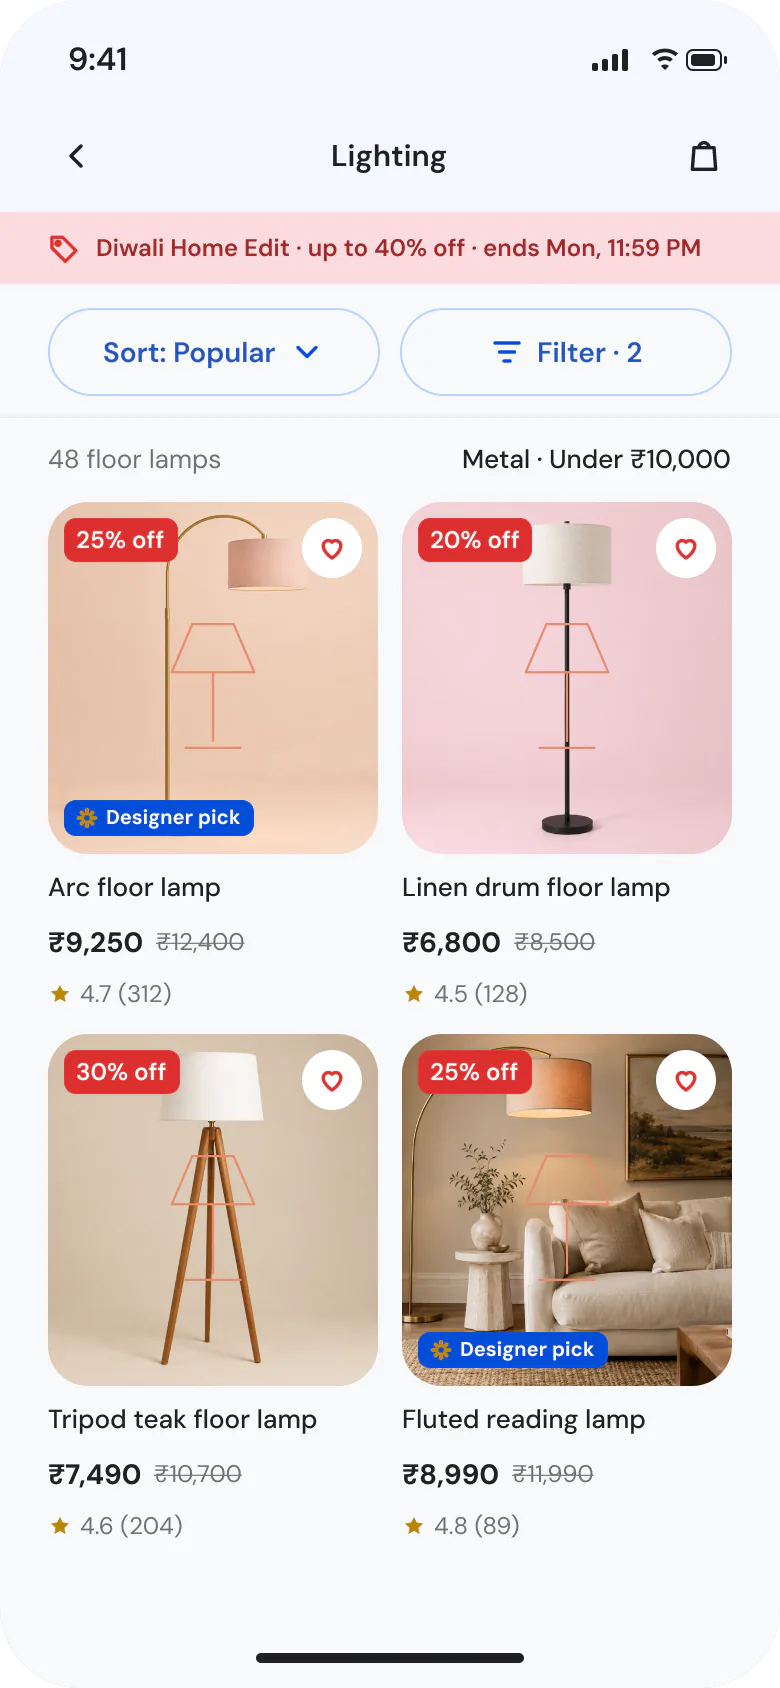 9:41
Lighting
Diwali Home Edit · up to 40% off · ends Mon, 11:59 PM
Sort: Popular
Filter · 2
48 floor lamps
Metal · Under ₹10,000
25% off
Designer pick
Arc floor lamp
₹9,250 ₹12,400
4.7 (312)
20% off
Linen drum floor lamp
₹6,800 ₹8,500
4.5 (128)
30% off
Tripod teak floor lamp
₹7,490 ₹10,700
4.6 (204)
25% off
Designer pick
Fluted reading lamp
₹8,990 ₹11,990
4.8 (89)